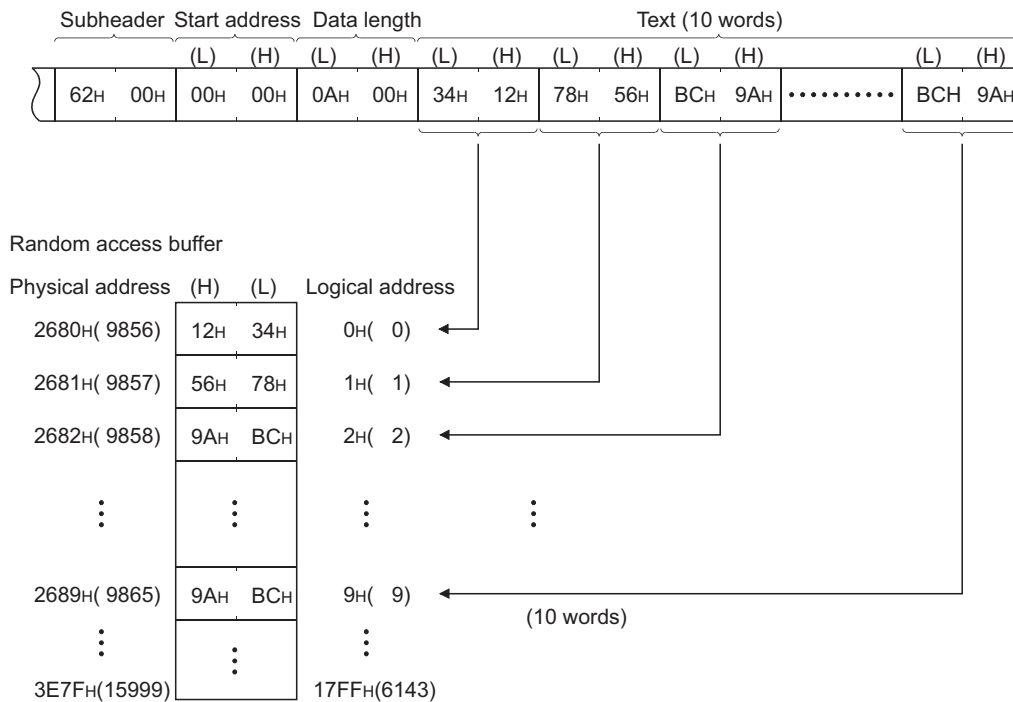 Subheader Start address Data length Text (10 words)
(L) (H) (L) (H) (L) (H) (L) (H) (L) (H) (L) (H)
62H 00H 00H 00H 0AH 00H 34H 12H 78H 56H BCH 9AH •••••••••• BCH 9AH
Random access buffer
Physical address (H) (L) Logical address
2680H( 9856) 12H 34H 0H( 0)
2681H( 9857) 56H 78H 1H( 1)
2682H( 9858) 9AH BCH 2H( 2)
2689H( 9865) 9AH BCH 9H( 9)
(10 words)
3E7FH(15999) 17FFH(6143)